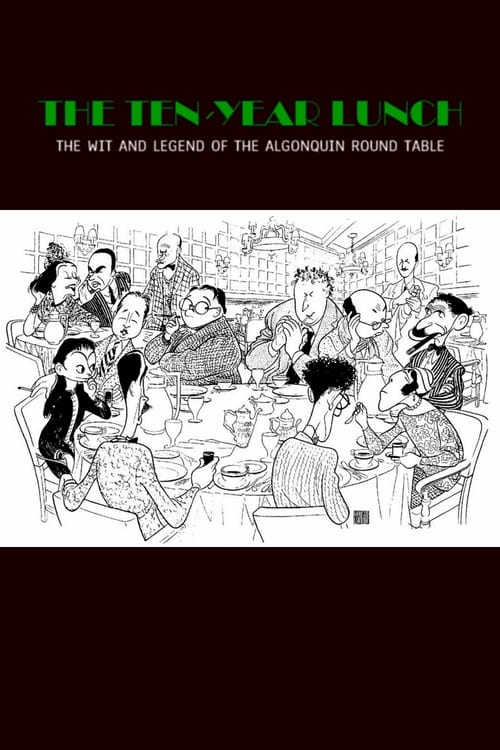 THE TEN-YEAR LUNCH
THE WIT AND LEGEND OF THE ALGONQUIN ROUND TABLE